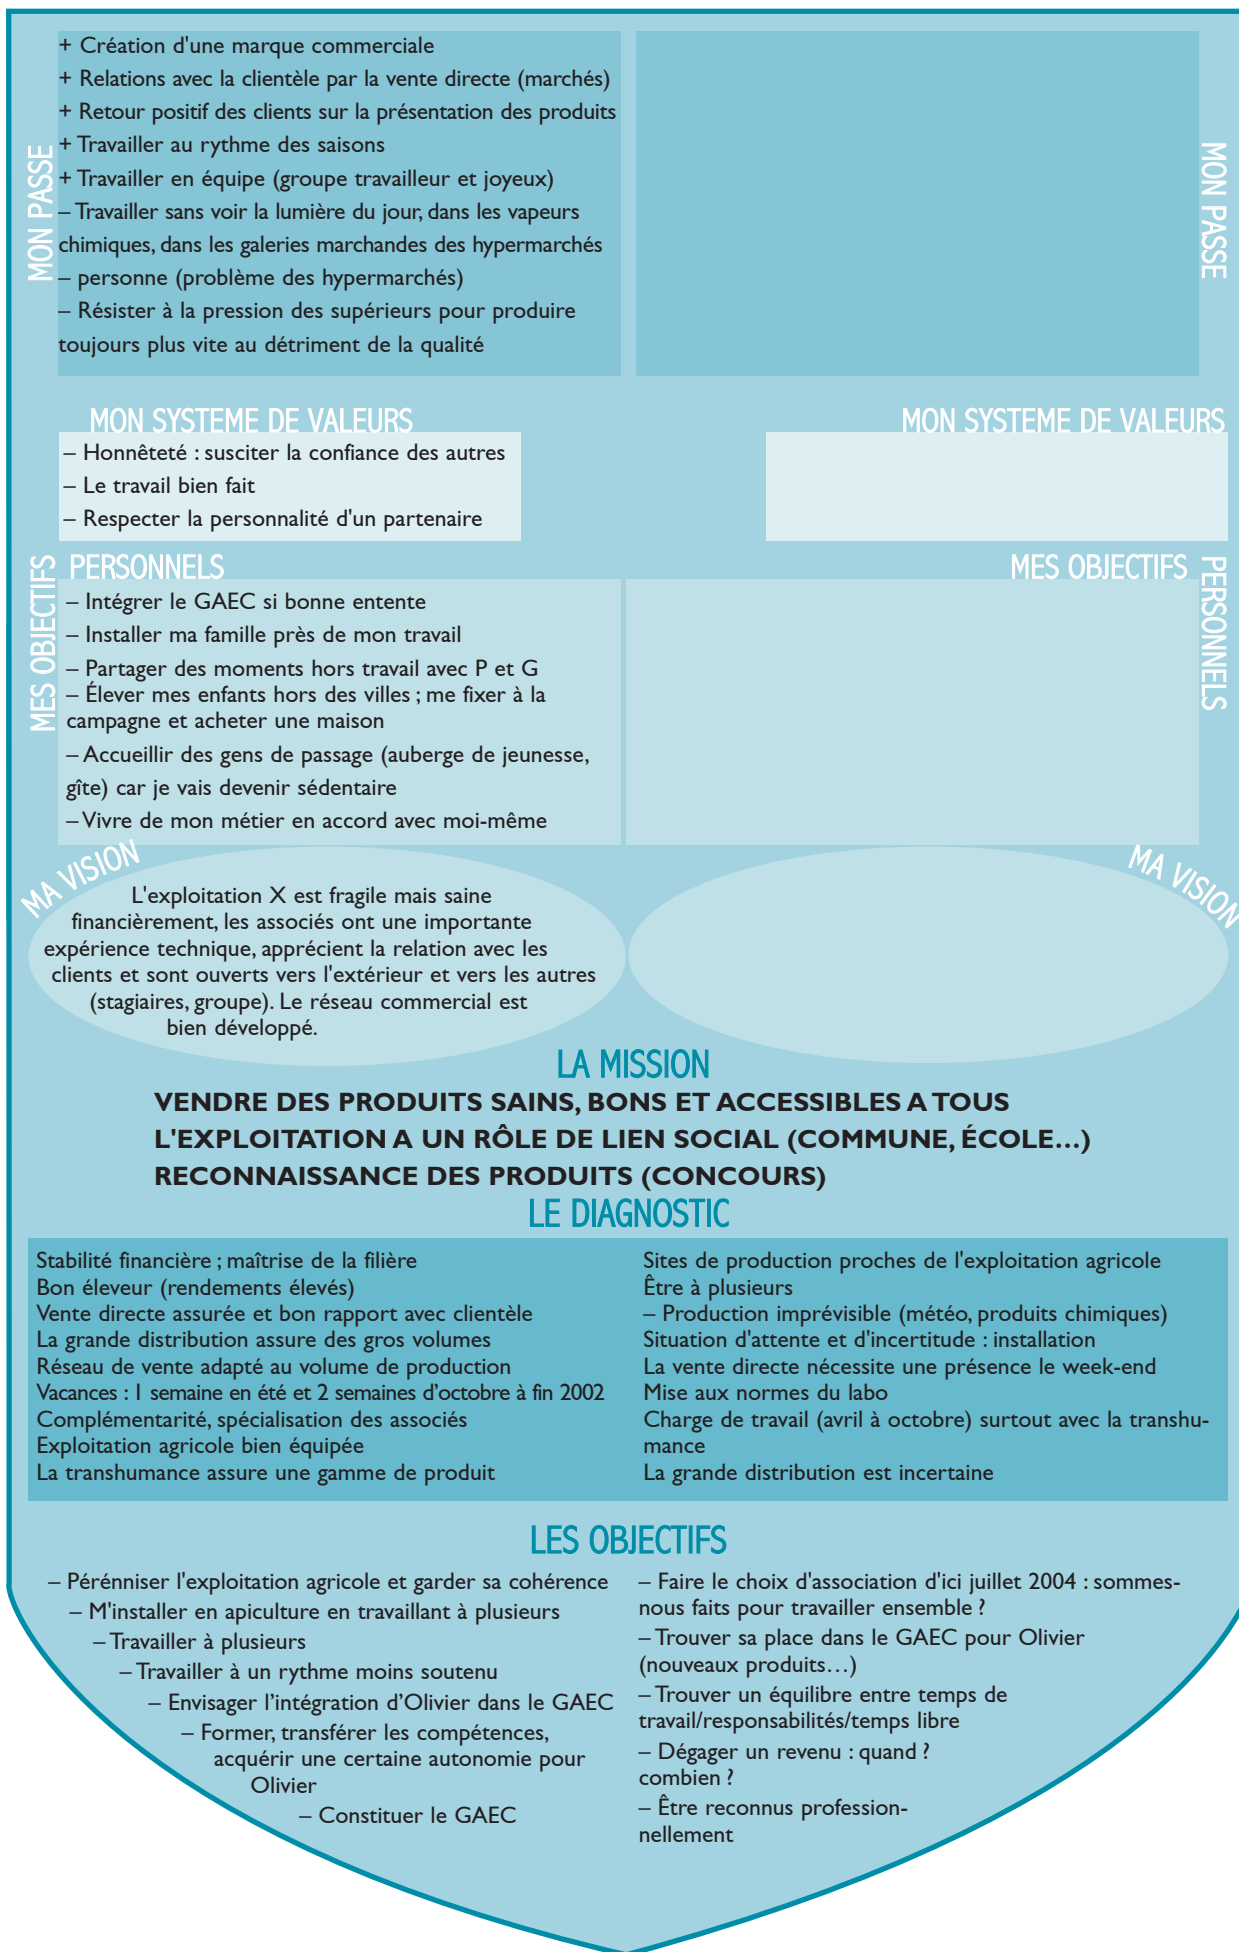 MON PASSE
+ Création d'une marque commerciale
+ Relations avec la clientèle par la vente directe (marchés)
+ Retour positif des clients sur la présentation des produits
+ Travailler au rythme des saisons
+ Travailler en équipe (groupe travailleur et joyeux)
– Travailler sans voir la lumière du jour, dans les vapeurs
chimiques, dans les galeries marchandes des hypermarchés
– personne (problème des hypermarchés)
– Résister à la pression des supérieurs pour produire
toujours plus vite au détriment de la qualité
MON PASSE
MON SYSTEME DE VALEURS
– Honnêteté : susciter la confiance des autres
– Le travail bien fait
– Respecter la personnalité d'un partenaire
MON SYSTEME DE VALEURS
MES OBJECTIFS PERSONNELS
– Intégrer le GAEC si bonne entente
– Installer ma famille près de mon travail
– Partager des moments hors travail avec P et G
– Élever mes enfants hors des villes ; me fixer à la
campagne et acheter une maison
– Accueillir des gens de passage (auberge de jeunesse,
gîte) car je vais devenir sédentaire
– Vivre de mon métier en accord avec moi-même
MES OBJECTIFS PERSONNELS
MA VISION
L'exploitation X est fragile mais saine
financièrement, les associés ont une importante
expérience technique, apprécient la relation avec les
clients et sont ouverts vers l'extérieur et vers les autres
(stagiaires, groupe). Le réseau commercial est
bien développé.
MA VISION
LA MISSION
VENDRE DES PRODUITS SAINS, BONS ET ACCESSIBLES A TOUS
L'EXPLOITATION A UN RÔLE DE LIEN SOCIAL (COMMUNE, ÉCOLE…)
RECONNAISSANCE DES PRODUITS (CONCOURS)
LE DIAGNOSTIC
Stabilité financière ; maîtrise de la filière
Bon éleveur (rendements élevés)
Vente directe assurée et bon rapport avec clientèle
La grande distribution assure des gros volumes
Réseau de vente adapté au volume de production
Vacances : 1 semaine en été et 2 semaines d’octobre à fin 2002
Complémentarité, spécialisation des associés
Exploitation agricole bien équipée
La transhumance assure une gamme de produit
Sites de production proches de l'exploitation agricole
Être à plusieurs
– Production imprévisible (météo, produits chimiques)
Situation d'attente et d'incertitude : installation
La vente directe nécessite une présence le week-end
Mise aux normes du labo
Charge de travail (avril à octobre) surtout avec la transhu-
mance
La grande distribution est incertaine
LES OBJECTIFS
– Pérénniser l'exploitation agricole et garder sa cohérence
– M'installer en apiculture en travaillant à plusieurs
– Travailler à plusieurs
– Travailler à un rythme moins soutenu
– Envisager l’intégration d’Olivier dans le GAEC
– Former, transférer les compétences,
acquérir une certaine autonomie pour
Olivier
– Constituer le GAEC
– Faire le choix d'association d'ici juillet 2004 : sommes-
nous faits pour travailler ensemble ?
– Trouver sa place dans le GAEC pour Olivier
(nouveaux produits…)
– Trouver un équilibre entre temps de
travail/responsabilités/temps libre
– Dégager un revenu : quand ?
combien ?
– Être reconnus profession-
nellement